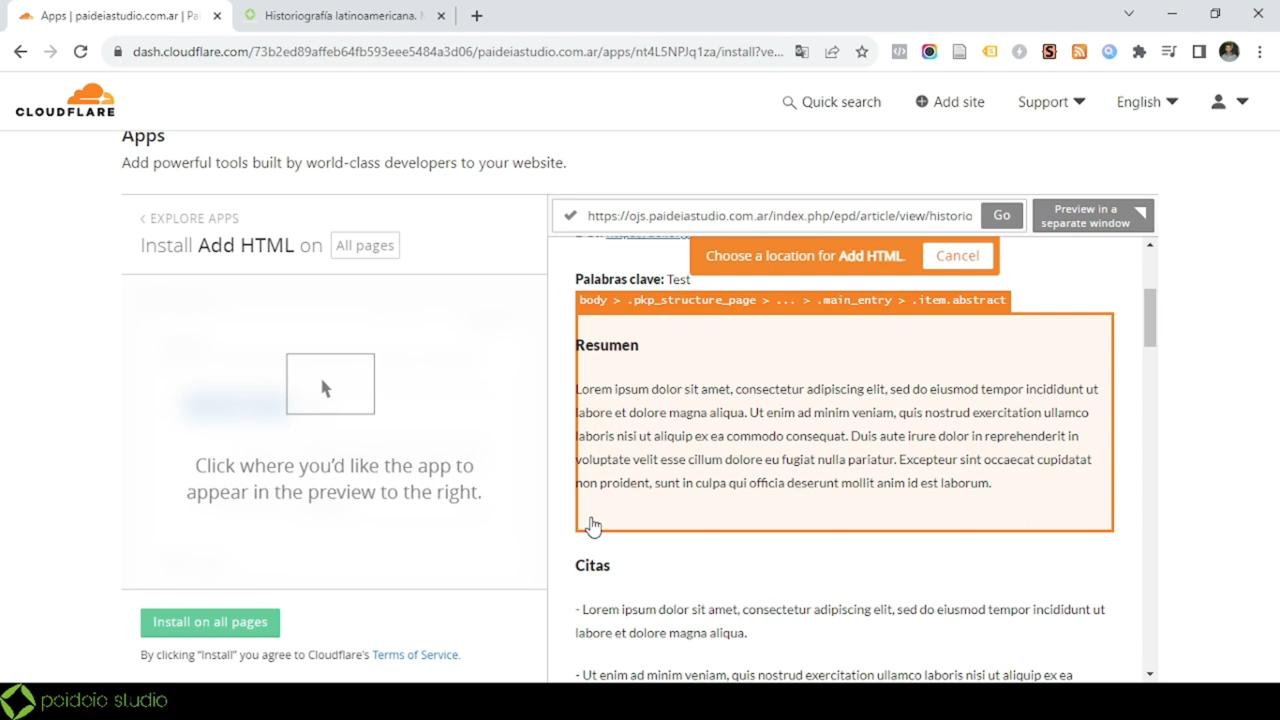 Apps | paideiastudio.com.ar | Pa
Historiografía latinoamericana. M
dash.cloudflare.com/73b2ed89affeb64fb593eee5484a3d06/paideiastudio.com.ar/apps/nt4L5NPJq1za/install?ve...
CLOUDFLARE
Quick search
Add site
Support
English
Apps
Add powerful tools built by world-class developers to your website.
EXPLORE APPS
Install Add HTML on All pages
Click where you'd like the app to
appear in the preview to the right.
Install on all pages
By clicking "Install" you agree to Cloudflare's Terms of Service.
https://ojs.paideiastudio.com.ar/index.php/epd/article/view/historio
Go
Preview in a
separate window
Choose a location for Add HTML.
Cancel
Palabras clave: Test
body > .pkp_structure_page > ... > .main_entry > .item.abstract
Resumen
Lorem ipsum dolor sit amet, consectetur adipiscing elit, sed do eiusmod tempor incididunt ut
labore et dolore magna aliqua. Ut enim ad minim veniam, quis nostrud exercitation ullamco
laboris nisi ut aliquip ex ea commodo consequat. Duis aute irure dolor in reprehenderit in
voluptate velit esse cillum dolore eu fugiat nulla pariatur. Excepteur sint occaecat cupidatat
non proident, sunt in culpa qui officia deserunt mollit anim id est laborum.
Citas
- Lorem ipsum dolor sit amet, consectetur adipiscing elit, sed do eiusmod tempor incididunt ut
labore et dolore magna aliqua.
- Ut enim ad minim veniam, quis nostrud exercitation ullamco laboris nisi ut aliquip ex ea
paideia studio